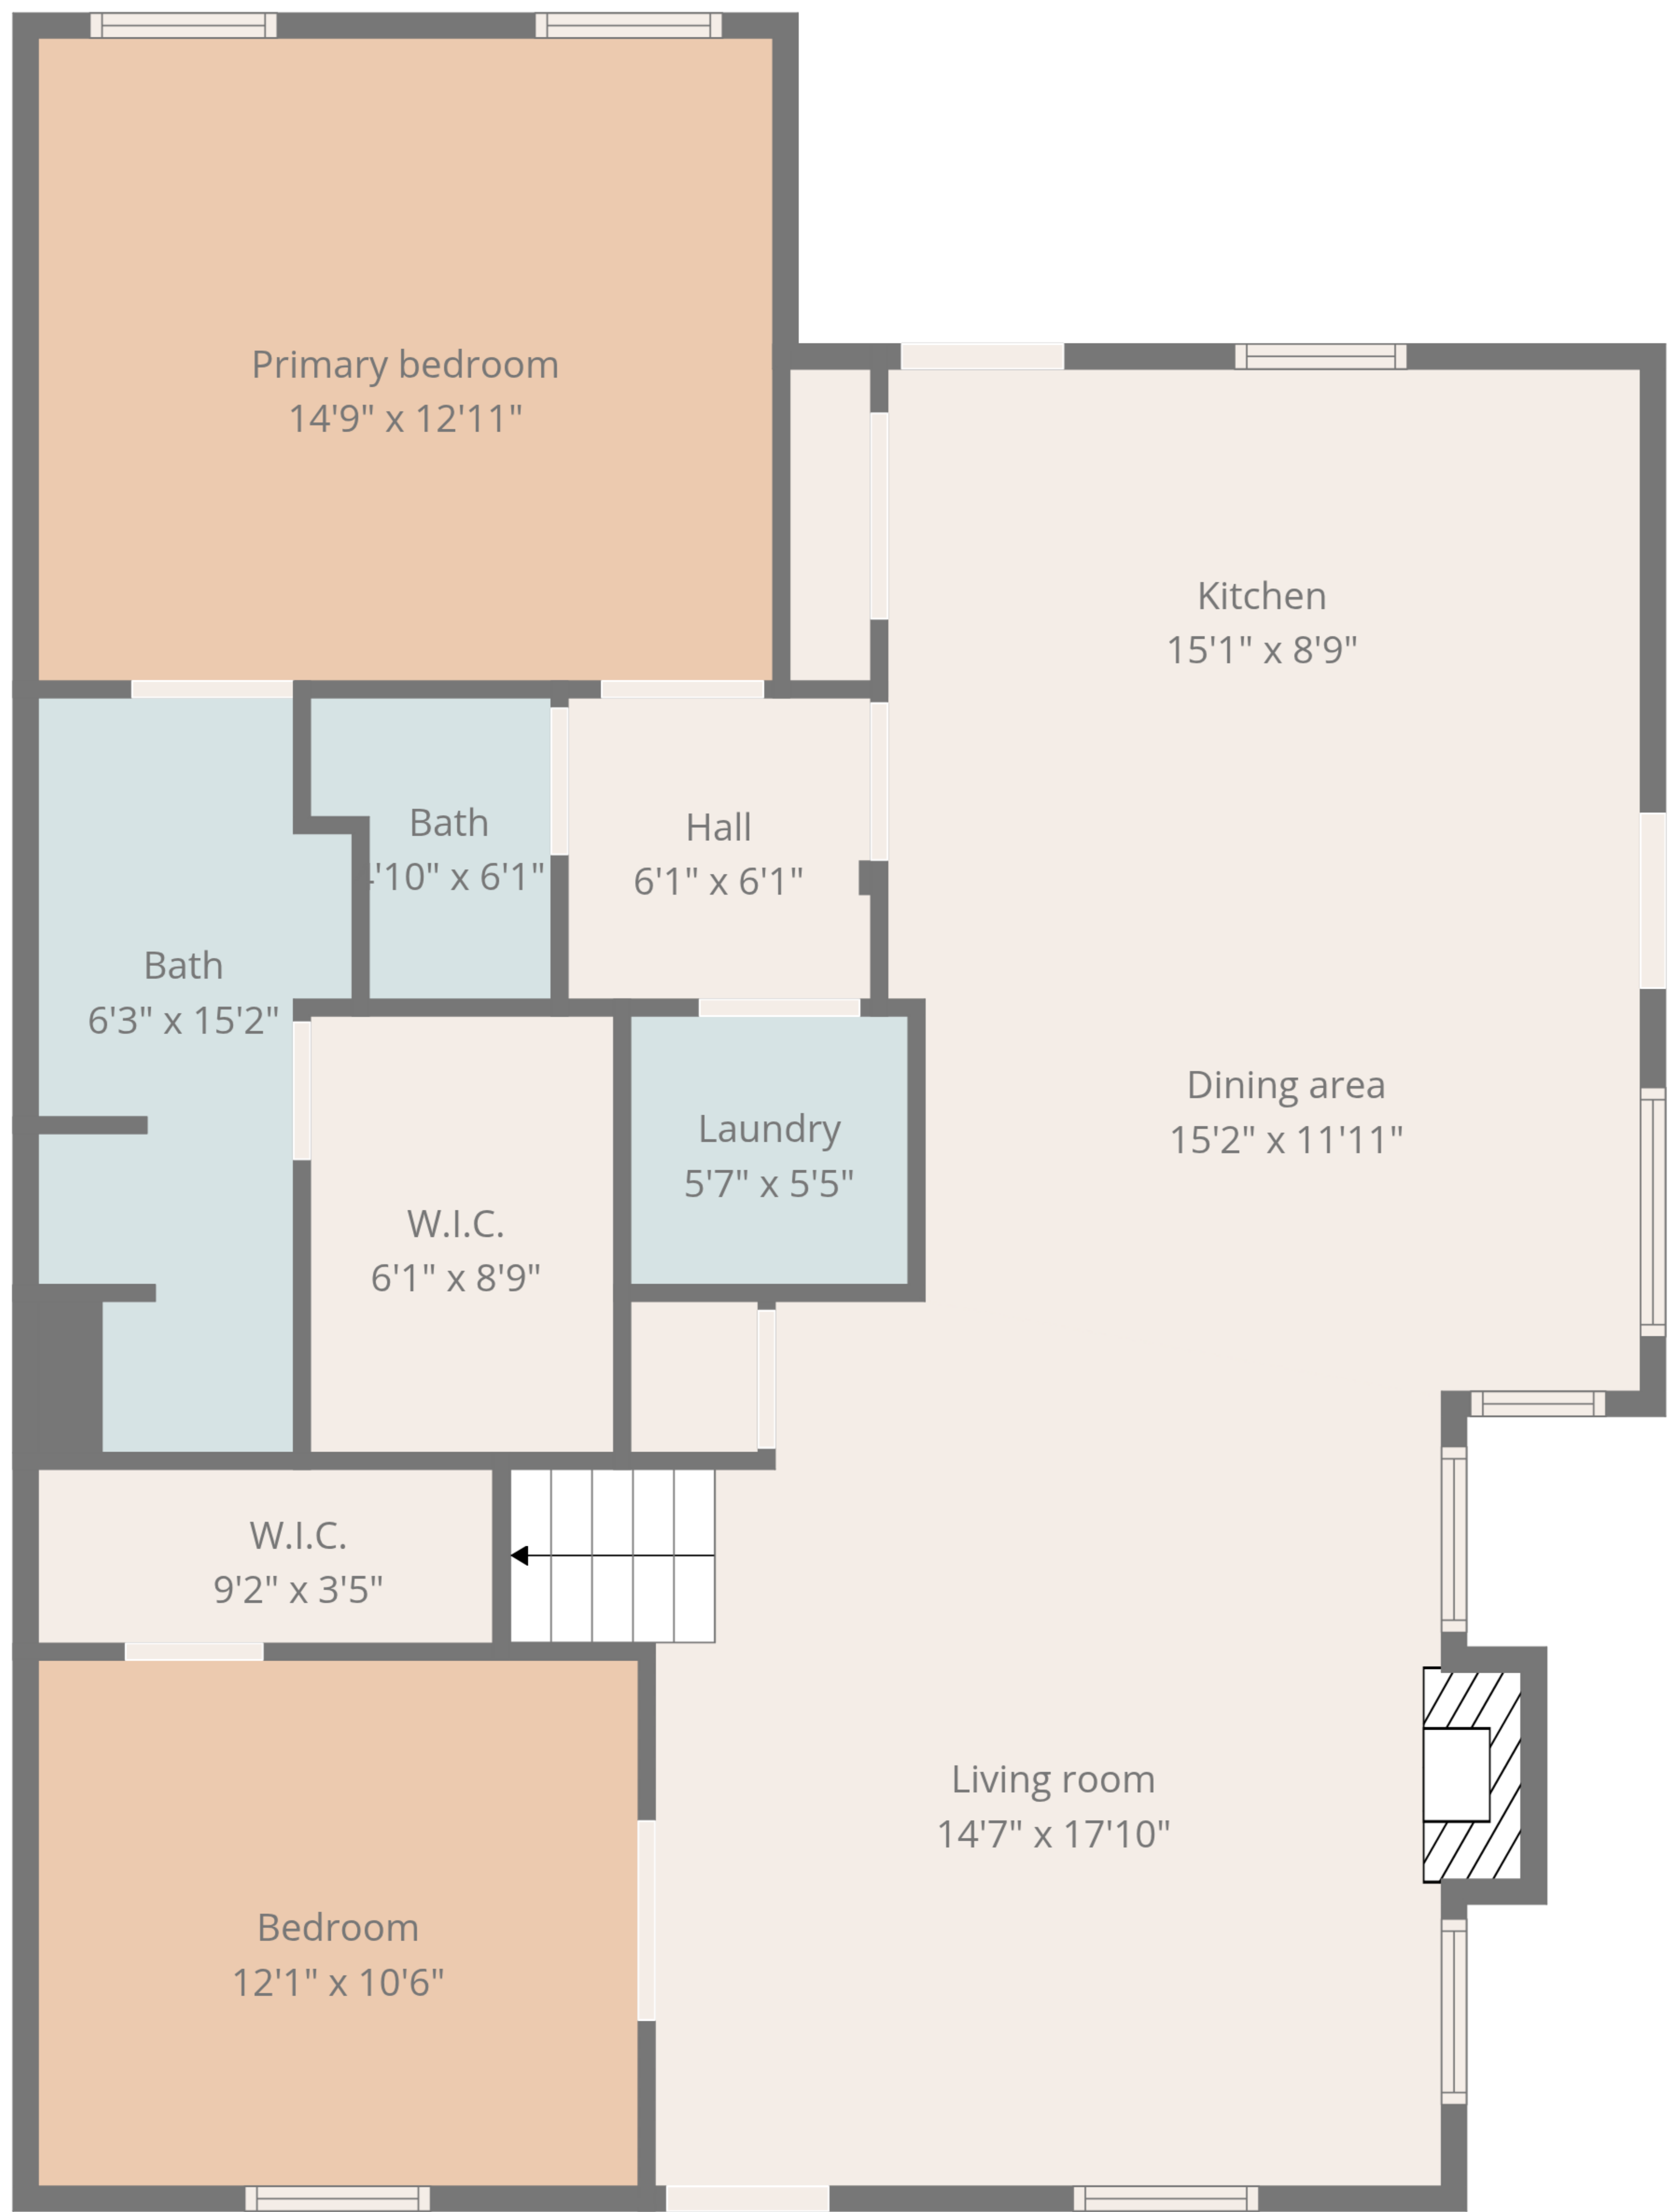 Primary bedroom
14'9" x 12'11"
Kitchen
15'1" x 8'9"
Bath
'10" x 6'1"
Hall
6'1" x 6'1"
Bath
6'3" x 15'2"
Dining area
15'2" x 11'11"
Laundry
5'7" x 5'5"
W.I.C.
6'1" x 8'9"
W.I.C.
9'2" x 3'5"
Living room
14'7" x 17'10"
Bedroom
12'1" x 10'6"